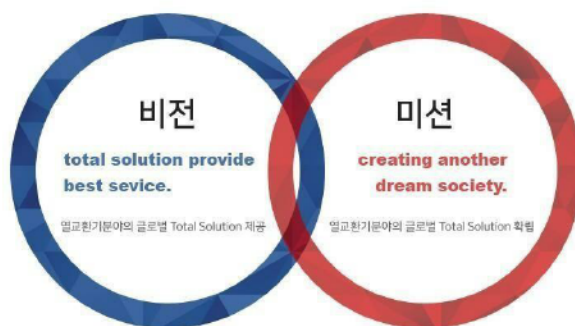 비전
total solution provide
best sevice.
열교환기분야의 글로벌 Total Solution 제공
미션
creating another
dream society.
열교환기분야의 글로벌 Total Solution 확립